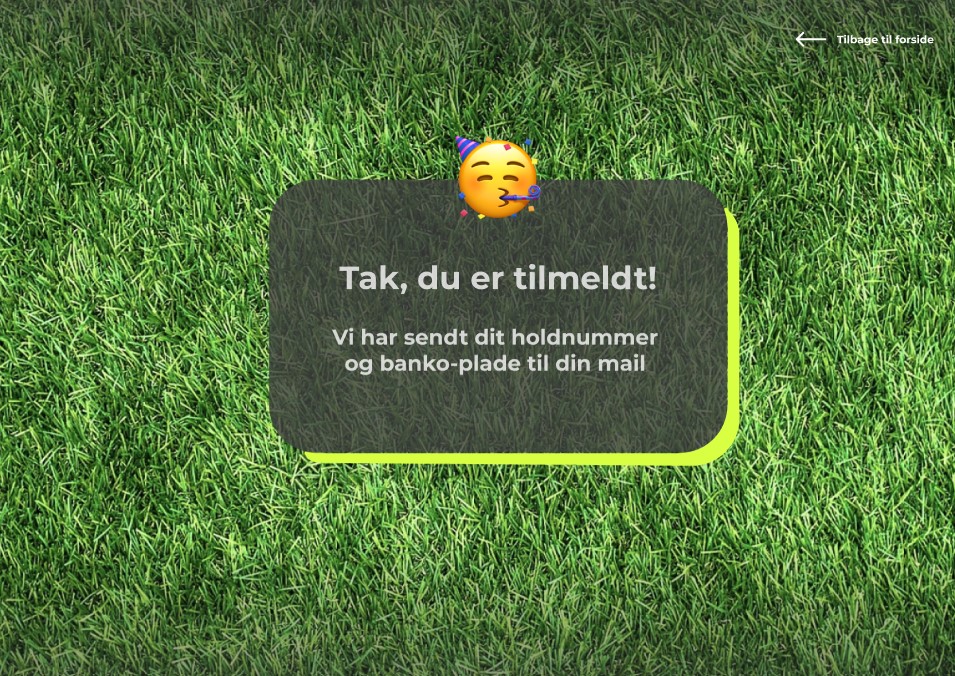 Tilbage til forside
Tak, du er tilmeldt!
Vi har sendt dit holdnummer
og banko-plade til din mail